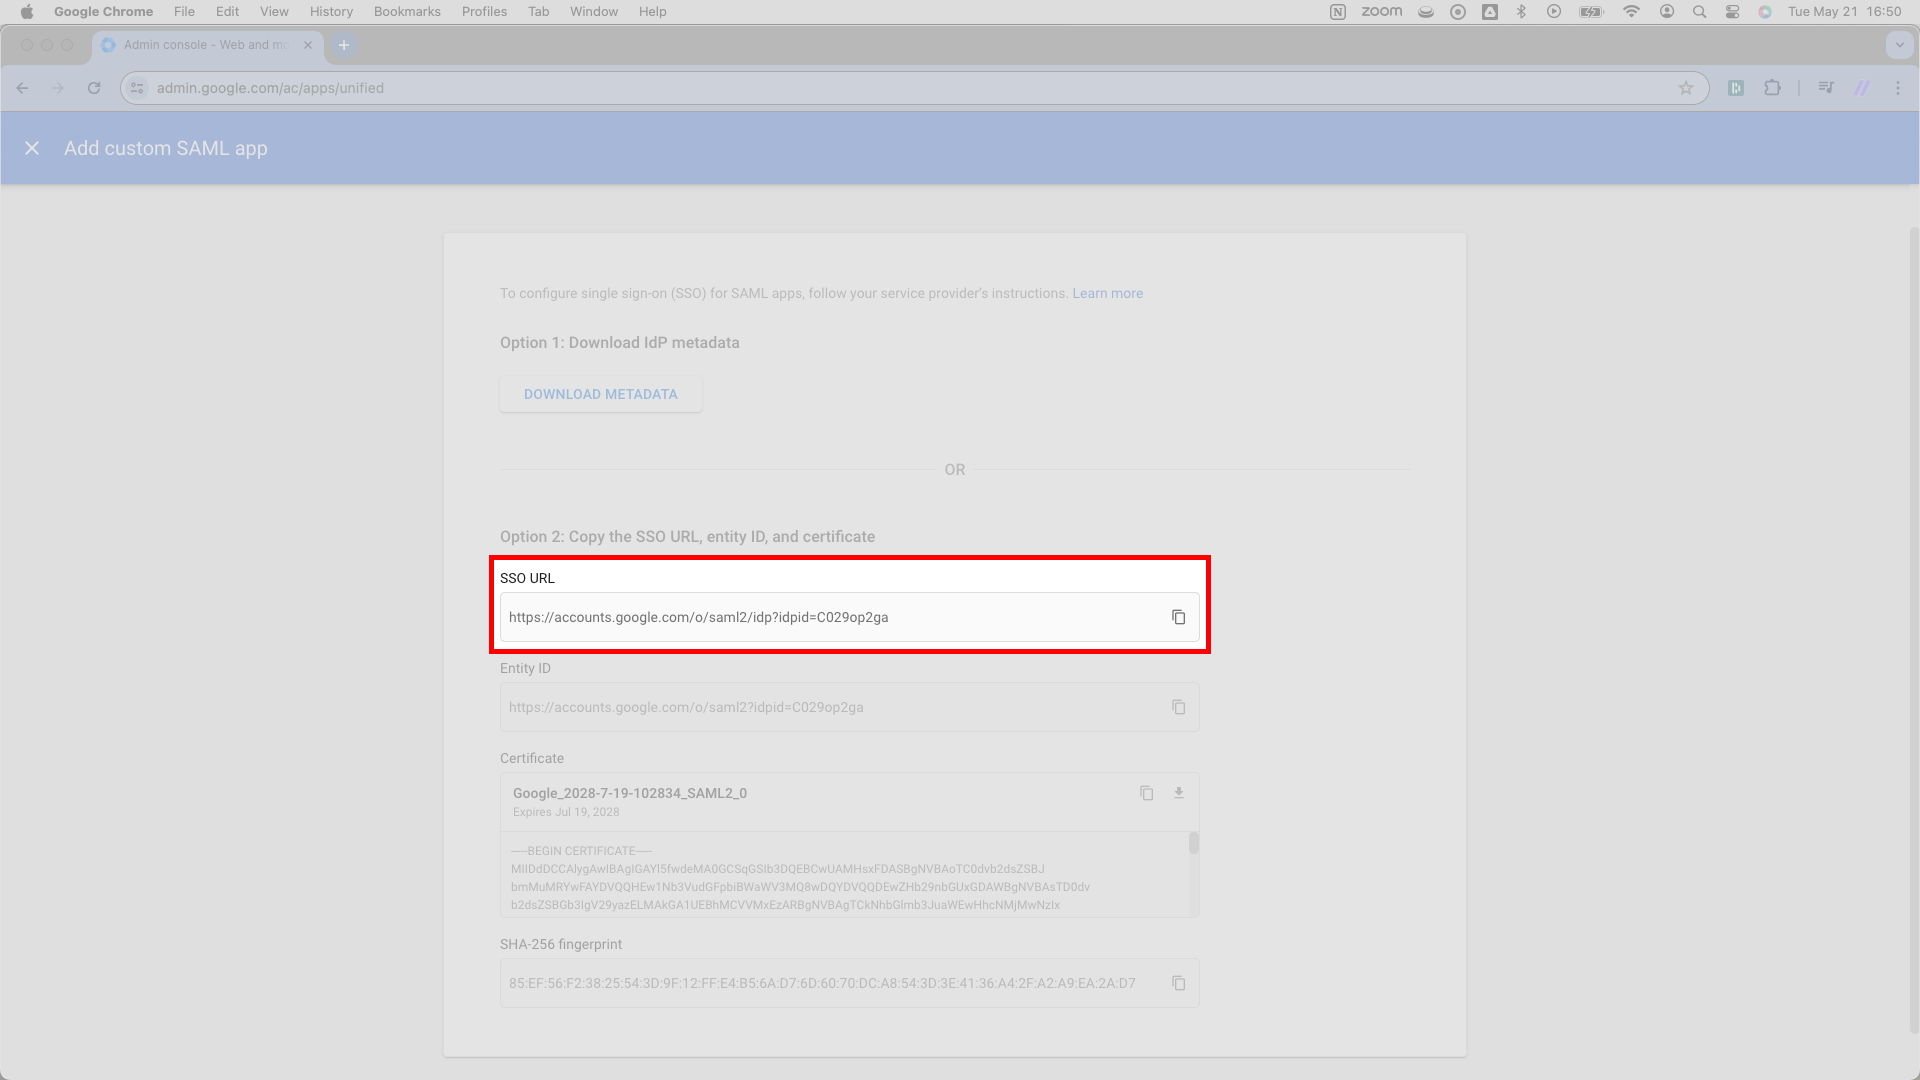 Google Chrome File Edit View History Bookmarks Profiles Tab Window Help zoom Tue May 21 16:50
Admin console - Web and mo
admin.google.com/ac/apps/unified
Add custom SAML app
To configure single sign-on (SSO) for SAML apps, follow your service provider's instructions. Learn more
Option 1: Download IdP metadata
DOWNLOAD METADATA
OR
Option 2: Copy the SSO URL, entity ID, and certificate
SSO URL
https://accounts.google.com/o/saml2/idp?idpid=C029op2ga
Entity ID
https://accounts.google.com/o/saml2?idpid=C029op2ga
Certificate
Google_2028-7-19-102834_SAML2_0
Expires Jul 19, 2028
-----BEGIN CERTIFICATE-----
MIIDdDCCAlygAwIBAgIGAYl5fwdeMA0GCSqGSIb3DQEBCwUAMHsxFDASBgNVBAoTC0dvb2dsZSBJ
bmMuMRYwFAYDVQQHEw1Nb3VudGFpbiBWaWV3MQ8wDQYDVQQDEwZHb29nbGUxGDAWBgNVBAsTD0dv
b2dsZSBGb3IgV29yazELMAkGA1UEBhMCVVMxEzARBgNVBAgTCkNhbGlmb3JuaWEwHhcNMjMwNzIx
SHA-256 fingerprint
85:EF:56:F2:38:25:54:3D:9F:12:FF:E4:B5:6A:D7:6D:60:70:DC:A8:54:3D:3E:41:36:A4:2F:A2:A9:EA:2A:D7